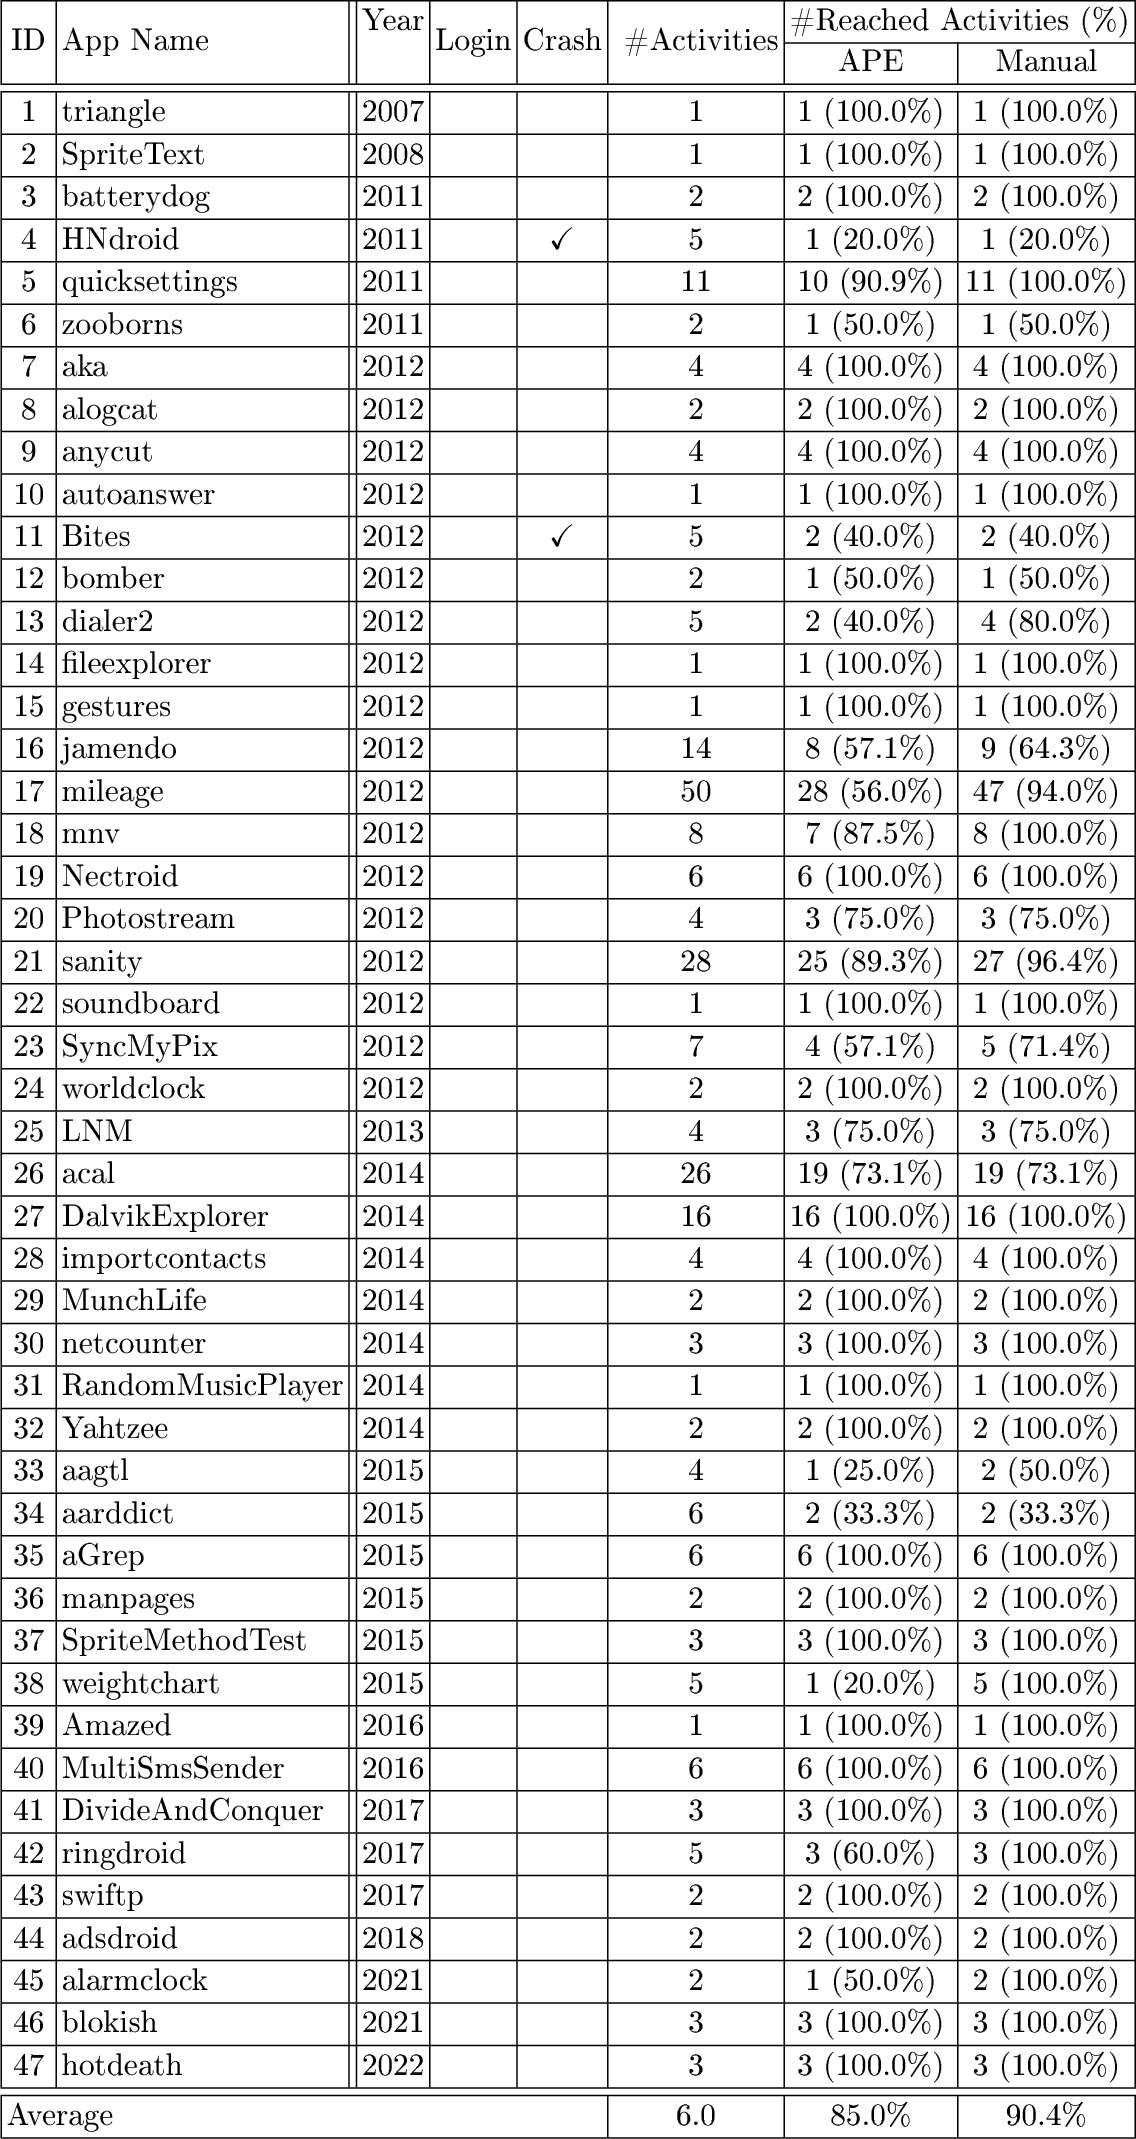 ID App Name Year Login Crash #Activities #Reached Activities (%)
APE Manual
1 triangle 2007 1 1 (100.0%) 1 (100.0%)
2 SpriteText 2008 1 1 (100.0%) 1 (100.0%)
3 batterydog 2011 2 2 (100.0%) 2 (100.0%)
4 HNdroid 2011 ✓ 5 1 (20.0%) 1 (20.0%)
5 quicksettings 2011 11 10 (90.9%) 11 (100.0%)
6 zooborns 2011 2 1 (50.0%) 1 (50.0%)
7 aka 2012 4 4 (100.0%) 4 (100.0%)
8 alogcat 2012 2 2 (100.0%) 2 (100.0%)
9 anycut 2012 4 4 (100.0%) 4 (100.0%)
10 autoanswer 2012 1 1 (100.0%) 1 (100.0%)
11 Bites 2012 ✓ 5 2 (40.0%) 2 (40.0%)
12 bomber 2012 2 1 (50.0%) 1 (50.0%)
13 dialer2 2012 5 2 (40.0%) 4 (80.0%)
14 fileexplorer 2012 1 1 (100.0%) 1 (100.0%)
15 gestures 2012 1 1 (100.0%) 1 (100.0%)
16 jamendo 2012 14 8 (57.1%) 9 (64.3%)
17 mileage 2012 50 28 (56.0%) 47 (94.0%)
18 mnv 2012 8 7 (87.5%) 8 (100.0%)
19 Nectroid 2012 6 6 (100.0%) 6 (100.0%)
20 Photostream 2012 4 3 (75.0%) 3 (75.0%)
21 sanity 2012 28 25 (89.3%) 27 (96.4%)
22 soundboard 2012 1 1 (100.0%) 1 (100.0%)
23 SyncMyPix 2012 7 4 (57.1%) 5 (71.4%)
24 worldclock 2012 2 2 (100.0%) 2 (100.0%)
25 LNM 2013 4 3 (75.0%) 3 (75.0%)
26 acal 2014 26 19 (73.1%) 19 (73.1%)
27 DalvikExplorer 2014 16 16 (100.0%) 16 (100.0%)
28 importcontacts 2014 4 4 (100.0%) 4 (100.0%)
29 MunchLife 2014 2 2 (100.0%) 2 (100.0%)
30 netcounter 2014 3 3 (100.0%) 3 (100.0%)
31 RandomMusicPlayer 2014 1 1 (100.0%) 1 (100.0%)
32 Yahtzee 2014 2 2 (100.0%) 2 (100.0%)
33 aagtl 2015 4 1 (25.0%) 2 (50.0%)
34 aarddict 2015 6 2 (33.3%) 2 (33.3%)
35 aGrep 2015 6 6 (100.0%) 6 (100.0%)
36 manpages 2015 2 2 (100.0%) 2 (100.0%)
37 SpriteMethodTest 2015 3 3 (100.0%) 3 (100.0%)
38 weightchart 2015 5 1 (20.0%) 5 (100.0%)
39 Amazed 2016 1 1 (100.0%) 1 (100.0%)
40 MultiSmsSender 2016 6 6 (100.0%) 6 (100.0%)
41 DivideAndConquer 2017 3 3 (100.0%) 3 (100.0%)
42 ringdroid 2017 5 3 (60.0%) 3 (100.0%)
43 swiftp 2017 2 2 (100.0%) 2 (100.0%)
44 adsdroid 2018 2 2 (100.0%) 2 (100.0%)
45 alarmclock 2021 2 1 (50.0%) 2 (100.0%)
46 blokish 2021 3 3 (100.0%) 3 (100.0%)
47 hotdeath 2022 3 3 (100.0%) 3 (100.0%)
Average 6.0 85.0% 90.4%